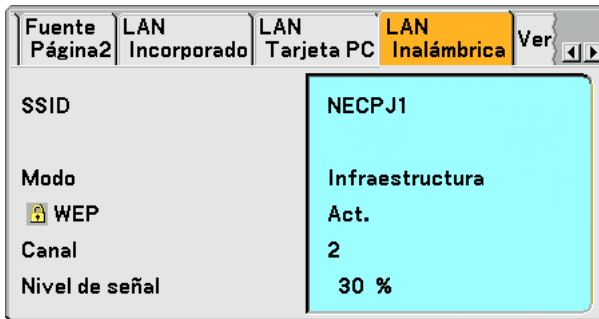 Fuente
Página2
LAN
Incorporado
LAN
Tarjeta PC
LAN
Inalámbrica
Ver
SSID NECPJ1
Modo Infraestructura
WEP Act.
Canal 2
Nivel de señal 30 %